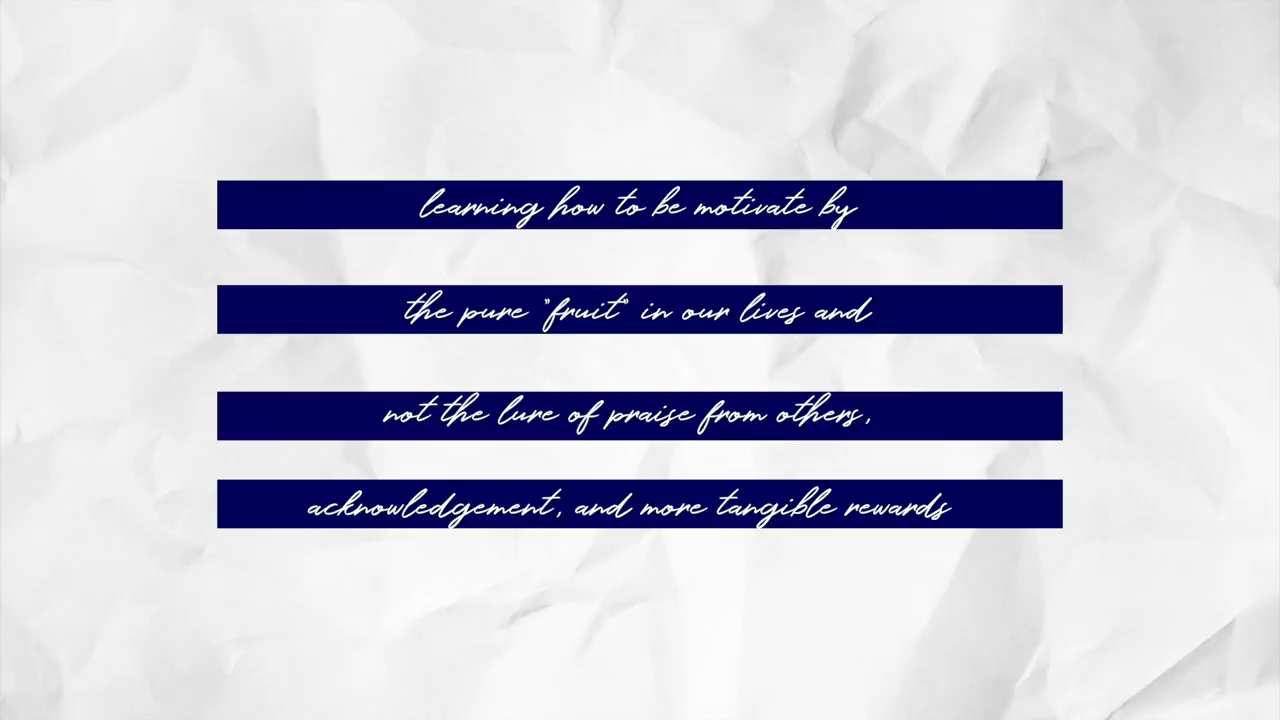 learning how to be motivate by
the pure "fruit" in our lives and
not the lure of praise from others,
acknowledgement, and more tangible rewards